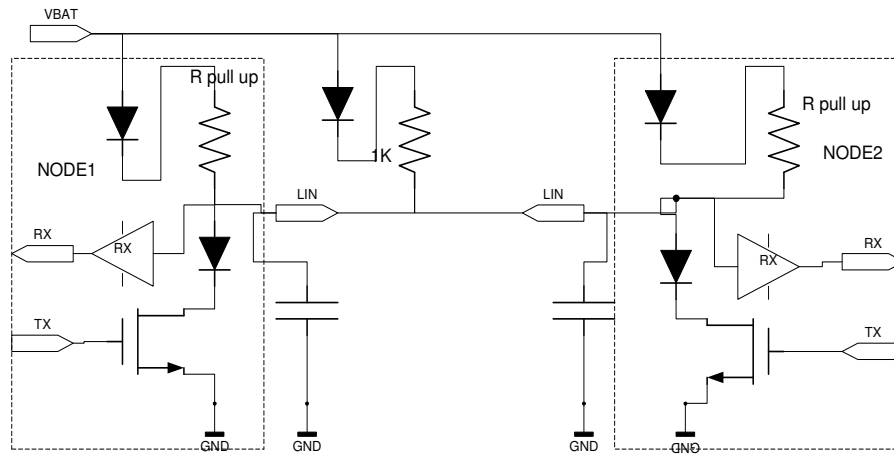 VBAT
R pull up
1K
R pull up
NODE1
NODE2
LIN
LIN
RX
RX
RX
RX
TX
TX
GND
GND
GND
GND